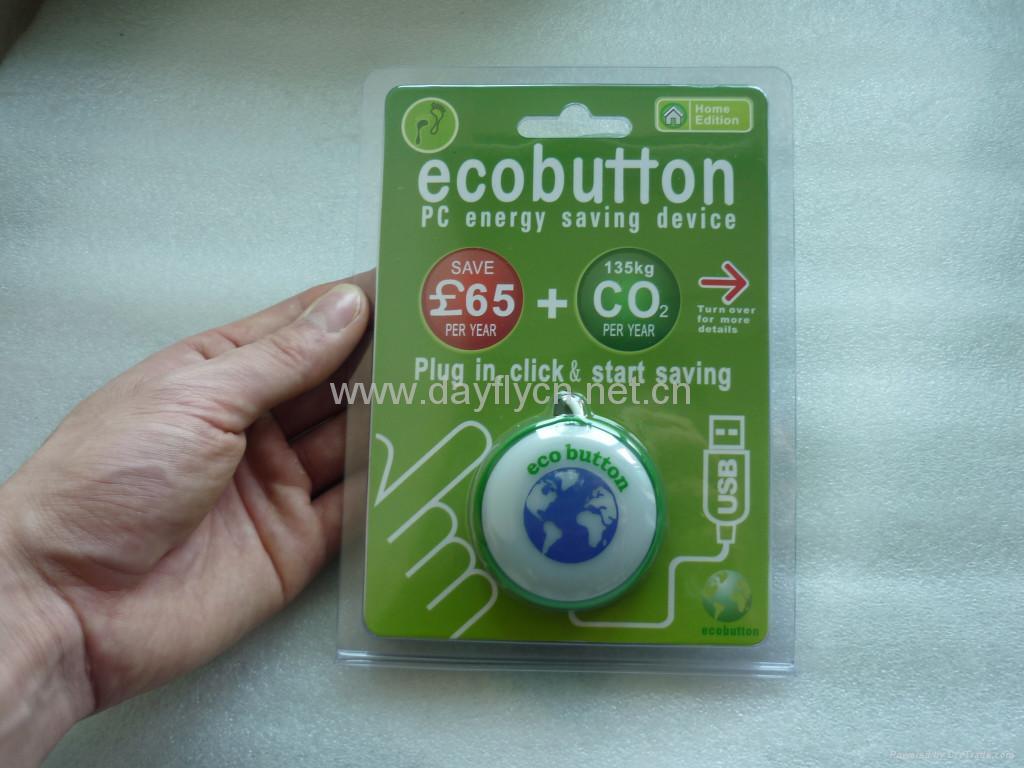 Home
Edition
ecobutton
PC energy saving device
SAVE
£65
PER YEAR
+
135kg
CO2
PER YEAR
Turn over
for more
details
Plug in, click & start saving
www.dayflycn.net.cn
eco button
USB
ecobutton